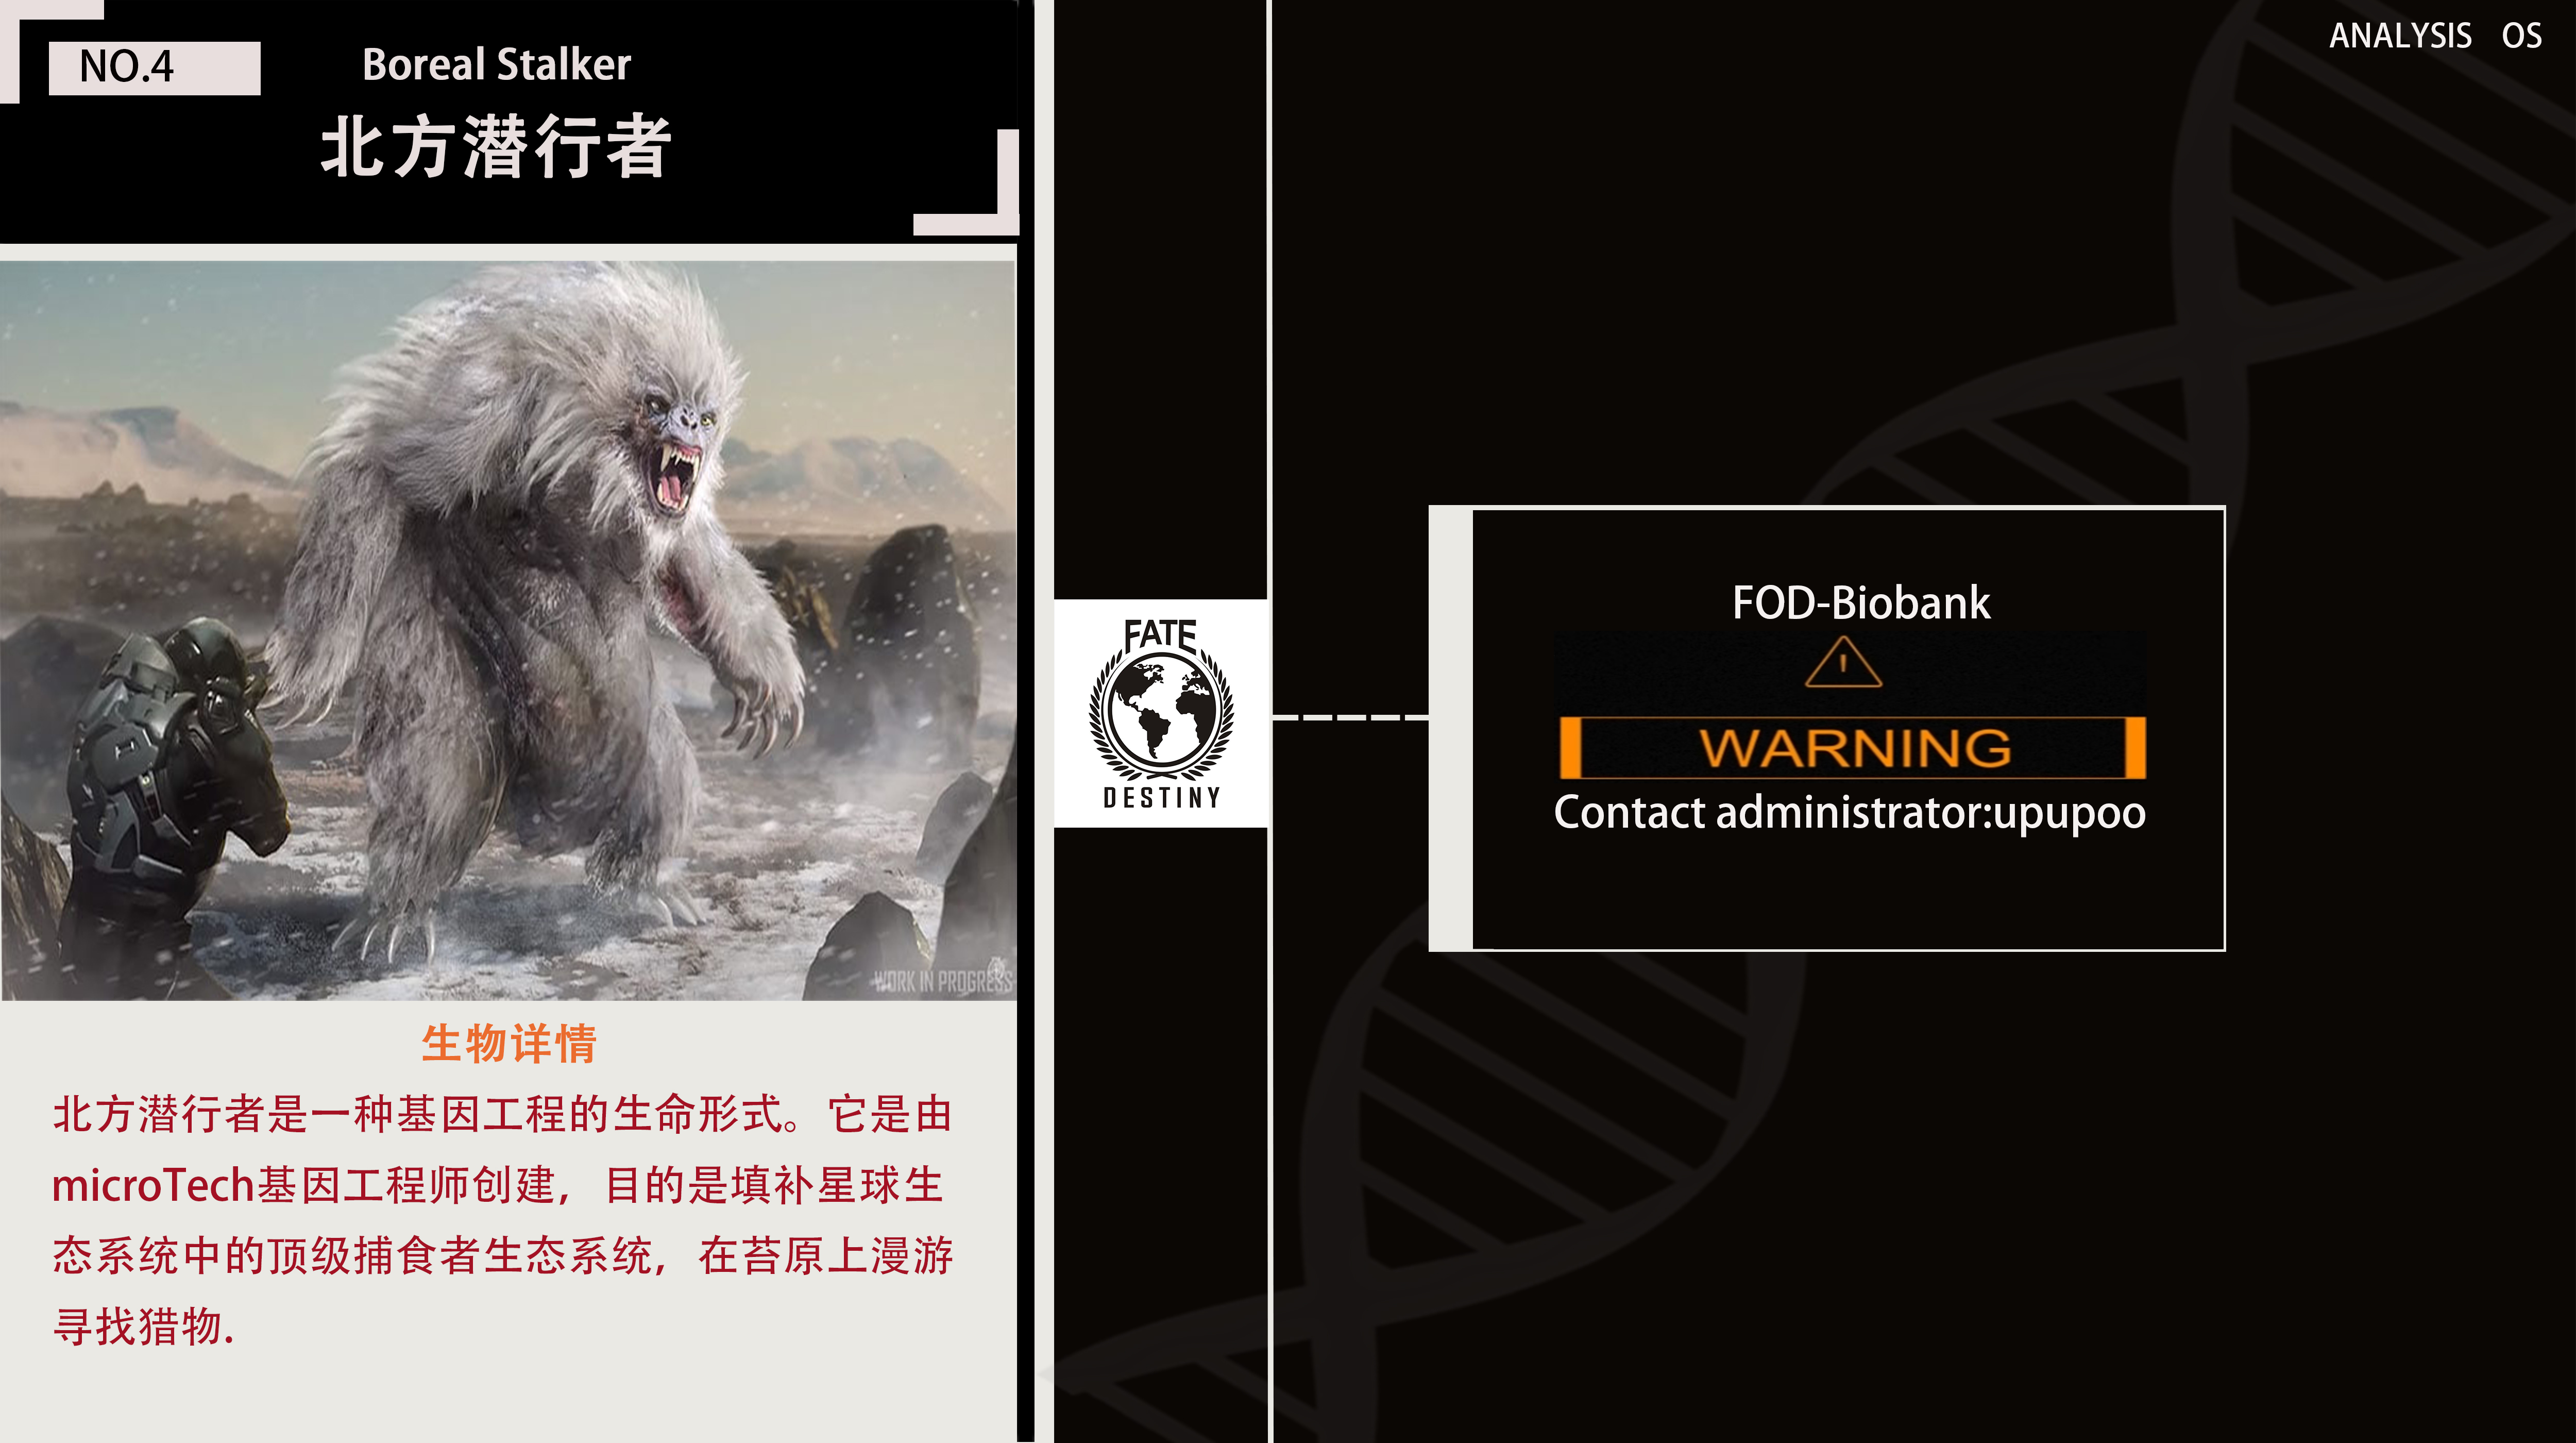 NO.4
Boreal Stalker
北方潜行者
WORK IN PROGRESS
生物详情
北方潜行者是一种基因工程的生命形式。它是由
microTech基因工程师创建，目的是填补星球生
态系统中的顶级捕食者生态系统，在苔原上漫游
寻找猎物.
FATE
DESTINY
ANALYSIS OS
FOD-Biobank
WARNING
Contact administrator:upupoo